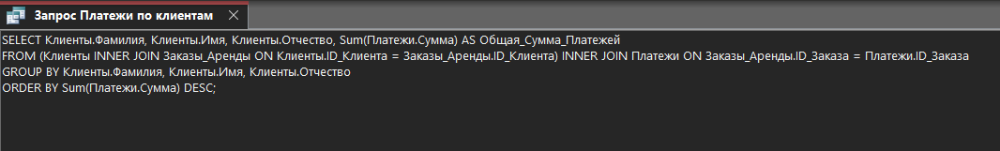 Запрос Платежи по клиентам
SELECT Клиенты.Фамилия, Клиенты.Имя, Клиенты.Отчество, Sum(Платежи.Сумма) AS Общая_Сумма_Платежей
FROM (Клиенты INNER JOIN Заказы_Аренды ON Клиенты.ID_Клиента = Заказы_Аренды.ID_Клиента) INNER JOIN Платежи ON Заказы_Аренды.ID_Заказа = Платежи.ID_Заказа
GROUP BY Клиенты.Фамилия, Клиенты.Имя, Клиенты.Отчество
ORDER BY Sum(Платежи.Сумма) DESC;